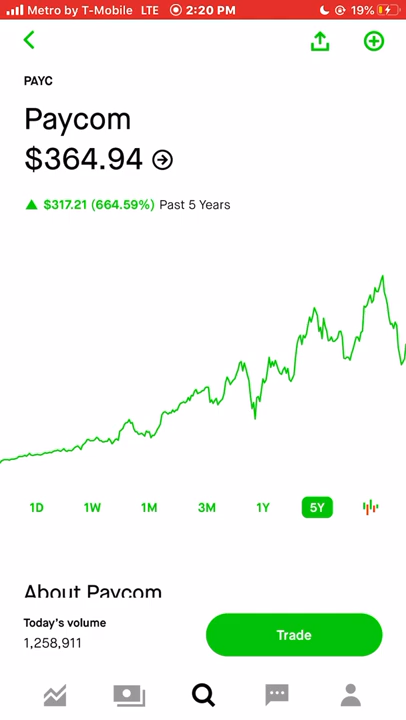 Metro by T-Mobile LTE 2:20 PM 19%
PAYC
Paycom
$364.94
$317.21 (664.59%) Past 5 Years
1D 1W 1M 3M 1Y 5Y
About Paycom
Today's volume
1,258,911
Trade